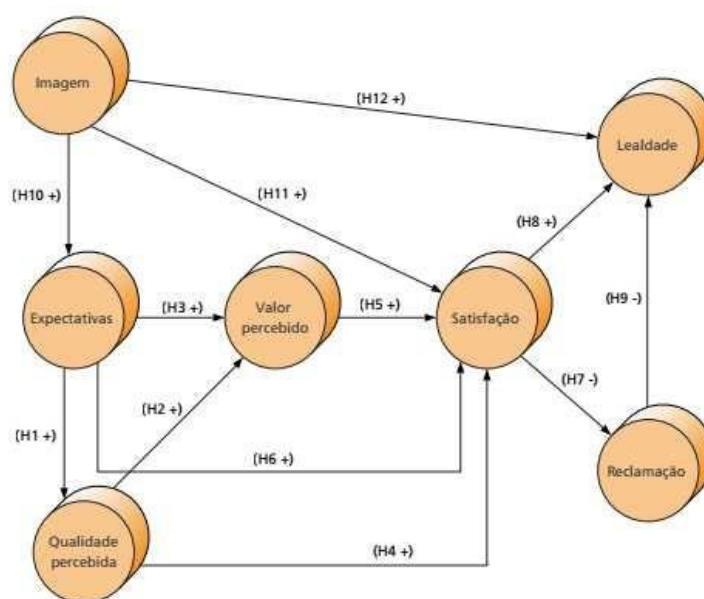 Imagem
(H12 +)
Lealdade
(H10 +)
(H11 +)
(H8 +)
Expectativas
(H3 +)
Valor
percebido
(H5 +)
Satisfação
(H9 -)
(H2 +)
(H7 -)
(H1 +)
(H6 +)
Reclamação
Qualidade
percebida
(H4 +)